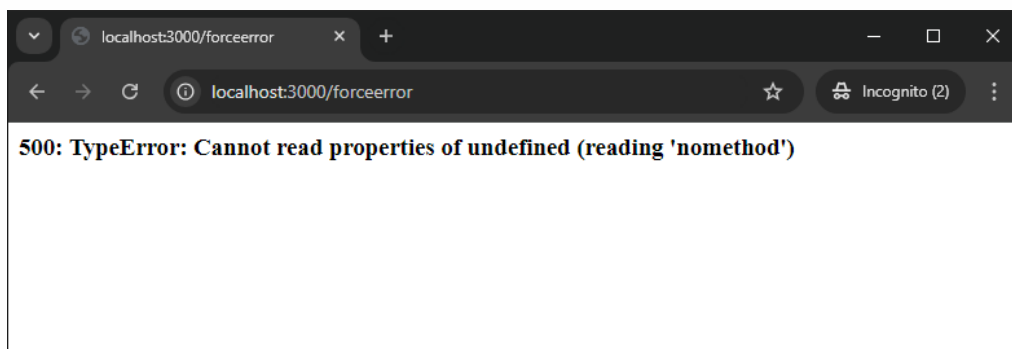 localhost:3000/forceerror
localhost:3000/forceerror
Incognito (2)
500: TypeError: Cannot read properties of undefined (reading 'nomethod')